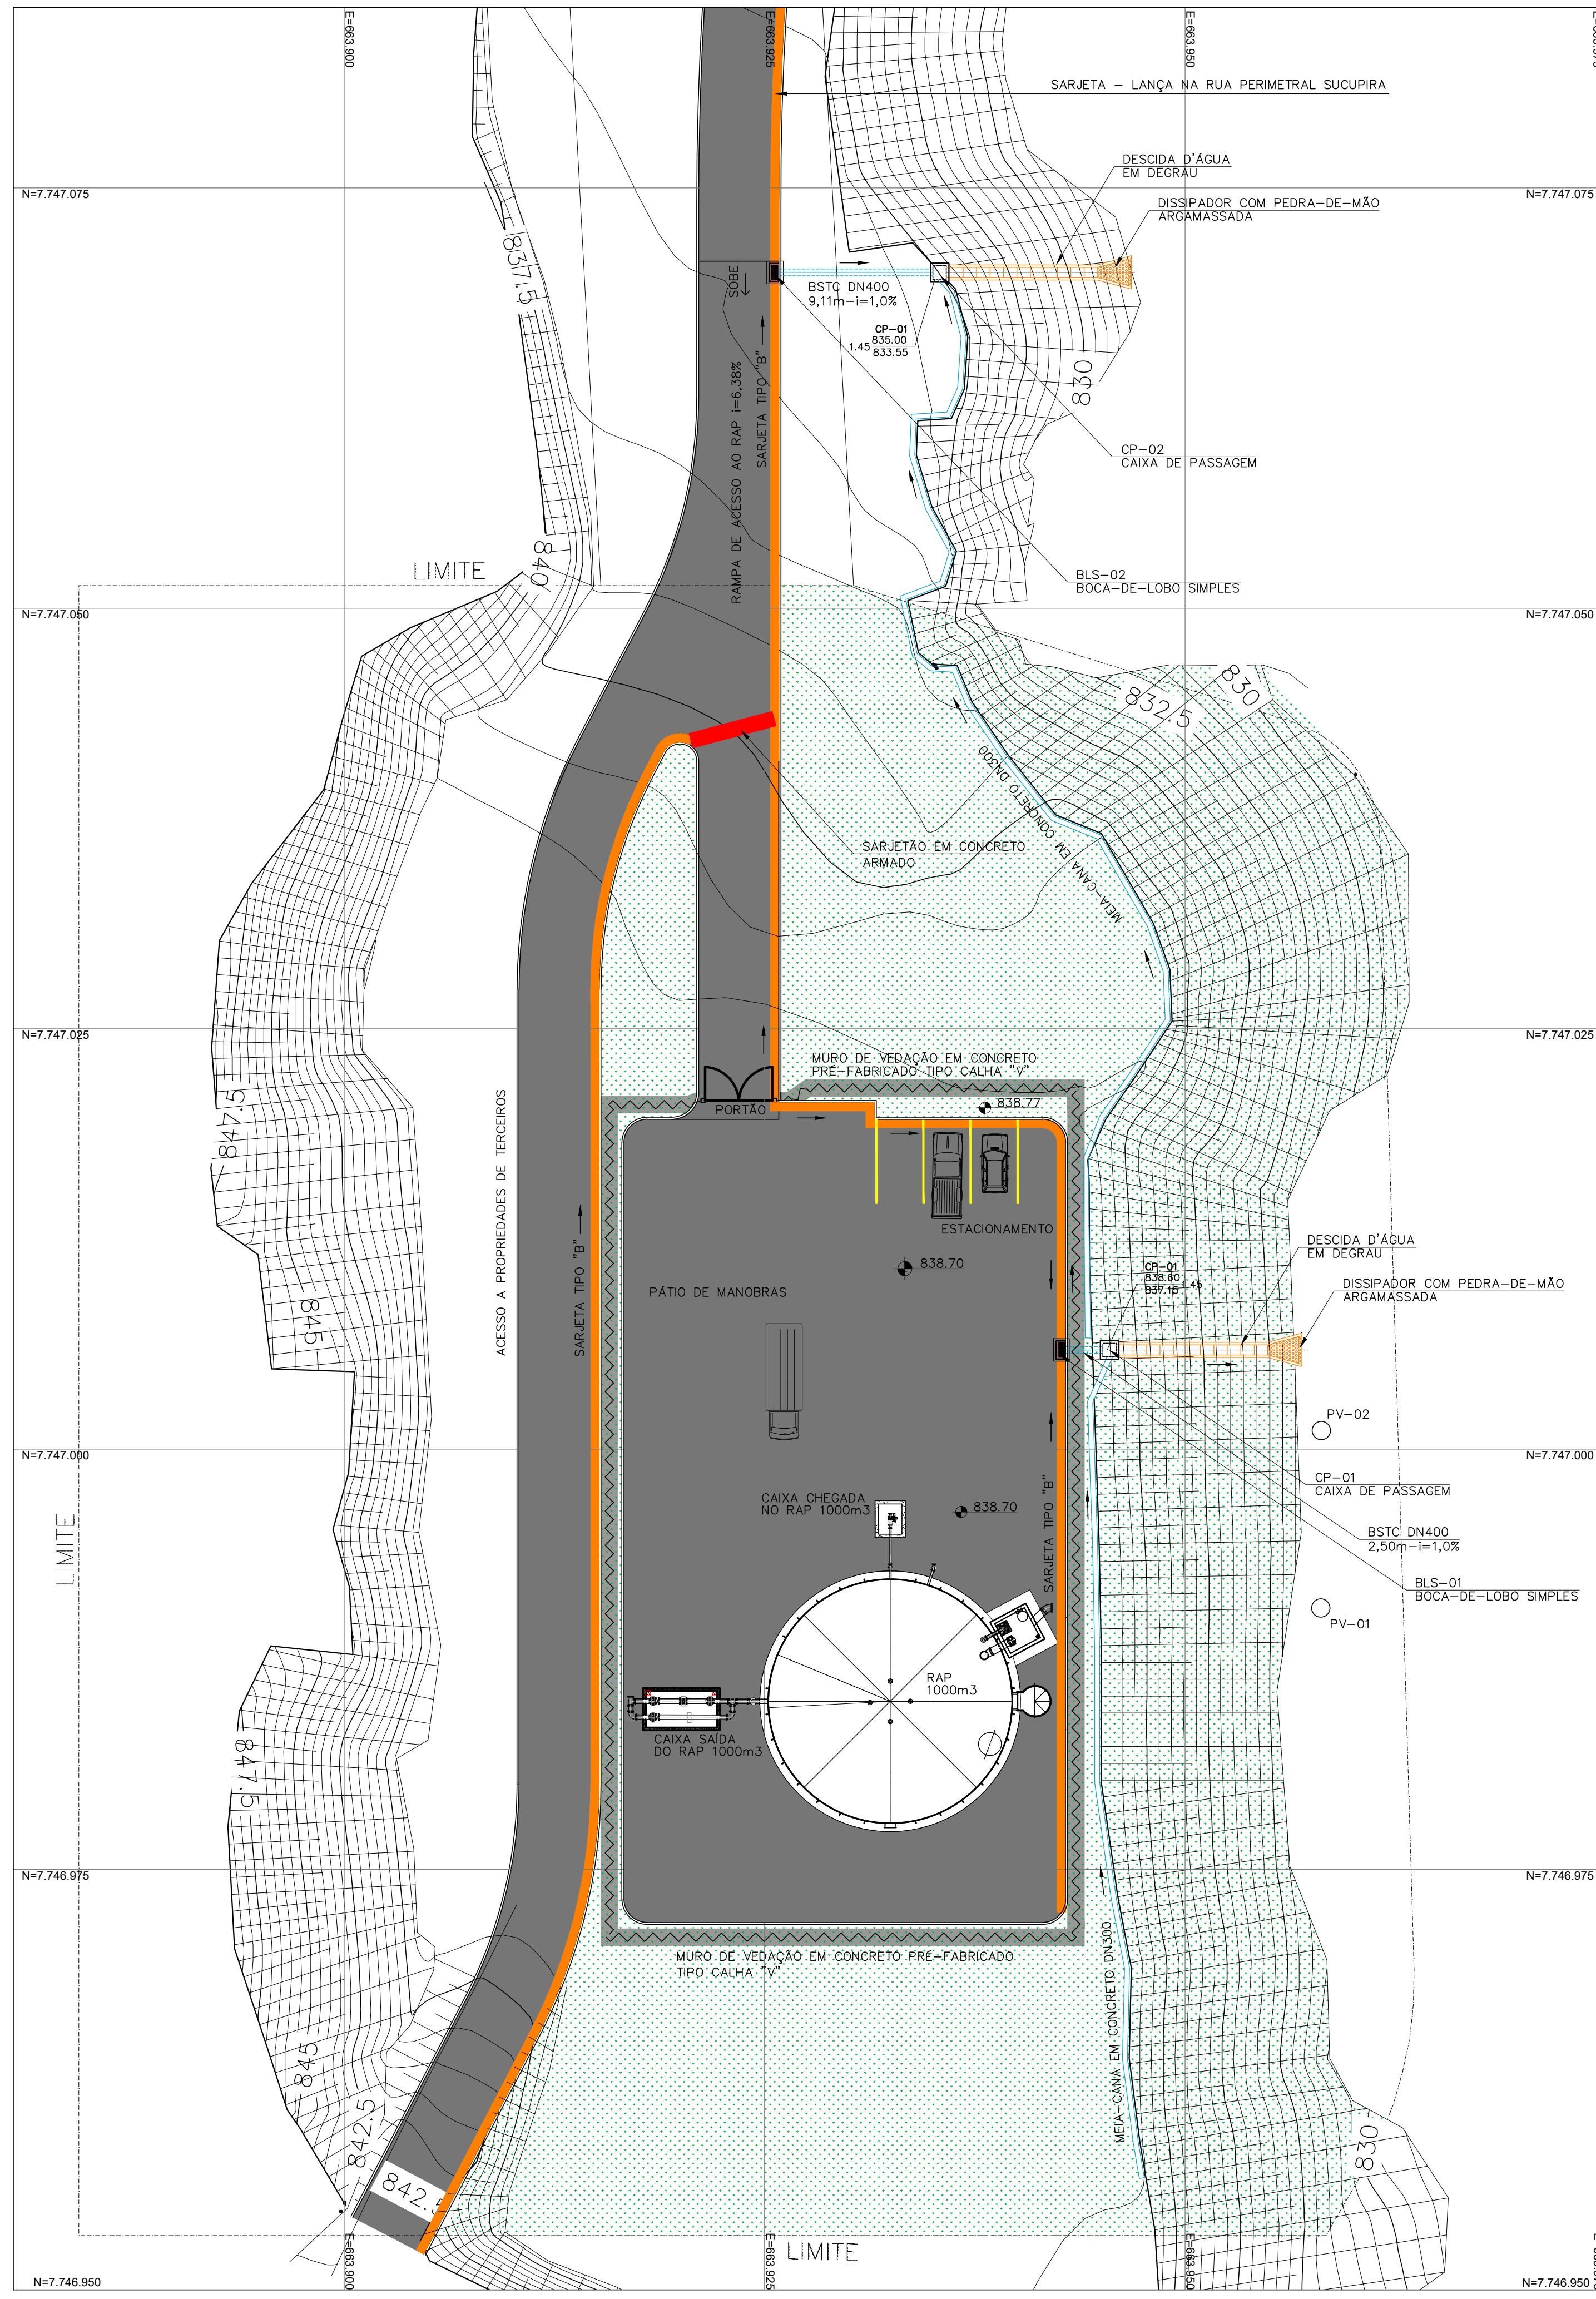 E=663.900
E=663.925
E=663.950
SARJETA - LANÇA NA RUA PERIMETRAL SUCUPIRA
DESCIDA D'ÁGUA
EM DEGRAU
N=7.747.075
N=7.747.075
DISSIPADOR COM PEDRA-DE-MÃO
ARGAMASSADA
837.5
SOBE
BSTC DN400
9,11m-i=1,0%
CP-01
835.00
1.45
833.55
RAMPA DE ACESSO AO RAP i=6,38%
SARJETA TIPO "B"
830
CP-02
CAIXA DE PASSAGEM
840
LIMITE
BLS-02
BOCA-DE-LOBO SIMPLES
N=7.747.050
N=7.747.050
830
832.5
MEIA-CANA EM CONCRETO DN300
SARJETÃO EM CONCRETO
ARMADO
N=7.747.025
N=7.747.025
MURO DE VEDAÇÃO EM CONCRETO
PRÉ-FABRICADO TIPO CALHA "V"
847.5
PORTÃO
838.77
ACESSO A PROPRIEDADES DE TERCEIROS
SARJETA TIPO "B"
ESTACIONAMENTO
838.70
PÁTIO DE MANOBRAS
845
CP-01
838.60
1.45
837.15
DESCIDA D'ÁGUA
EM DEGRAU
DISSIPADOR COM PEDRA-DE-MÃO
ARGAMASSADA
PV-02
N=7.747.000
N=7.747.000
CP-01
CAIXA DE PASSAGEM
CAIXA CHEGADA
NO RAP 1000m3
838.70
SARJETA TIPO "B"
LIMITE
BSTC DN400
2,50m-i=1,0%
BLS-01
BOCA-DE-LOBO SIMPLES
PV-01
RAP
1000m3
CAIXA SAÍDA
DO RAP 1000m3
847.5
N=7.746.975
N=7.746.975
MURO DE VEDAÇÃO EM CONCRETO PRÉ-FABRICADO
TIPO CALHA "V"
MEIA-CANA EM CONCRETO DN300
845
842.5
842.5
830
E=663.900
E=663.925
E=663.950
LIMITE
N=7.746.950
N=7.746.950